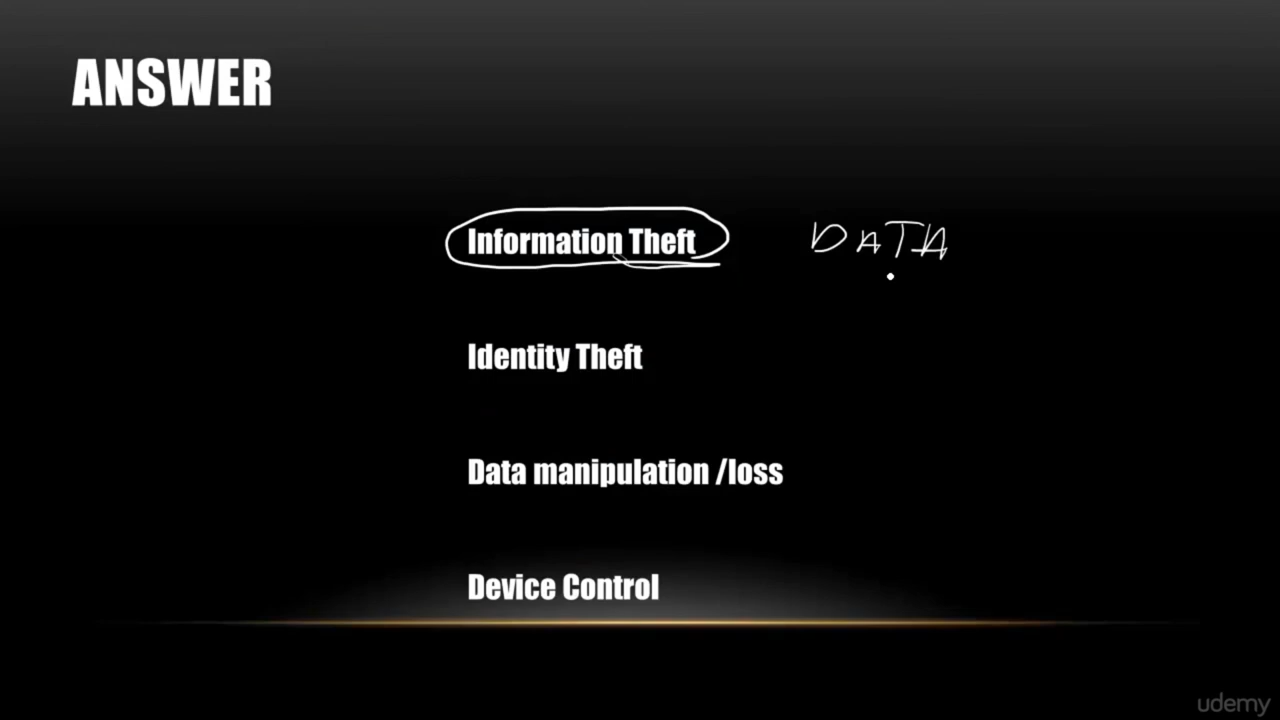 ANSWER
Information Theft DATA
Identity Theft
Data manipulation /loss
Device Control
udemy